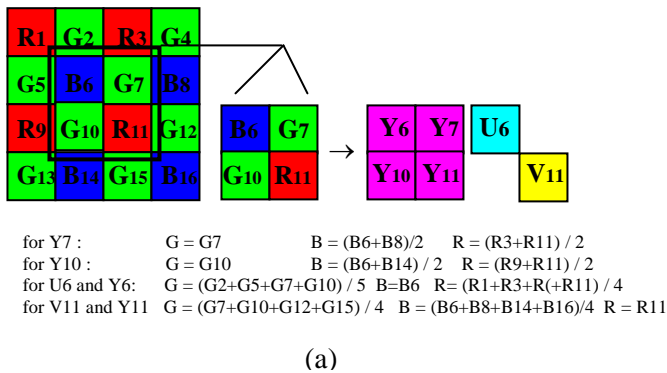 R1 G2 R3 G4
G5 B6 G7 B8
R9 G10 R11 G12
G13 B14 G15 B16
B6 G7
G10 R11
→
Y6 Y7
Y10 Y11
U6
V11
for Y7 : G = G7 B = (B6+B8)/2 R = (R3+R11) / 2
for Y10 : G = G10 B = (B6+B14) / 2 R = (R9+R11) / 2
for U6 and Y6: G = (G2+G5+G7+G10) / 5 B=B6 R= (R1+R3+R(+R11) / 4
for V11 and Y11 G = (G7+G10+G12+G15) / 4 B = (B6+B8+B14+B16)/4 R = R11
(a)